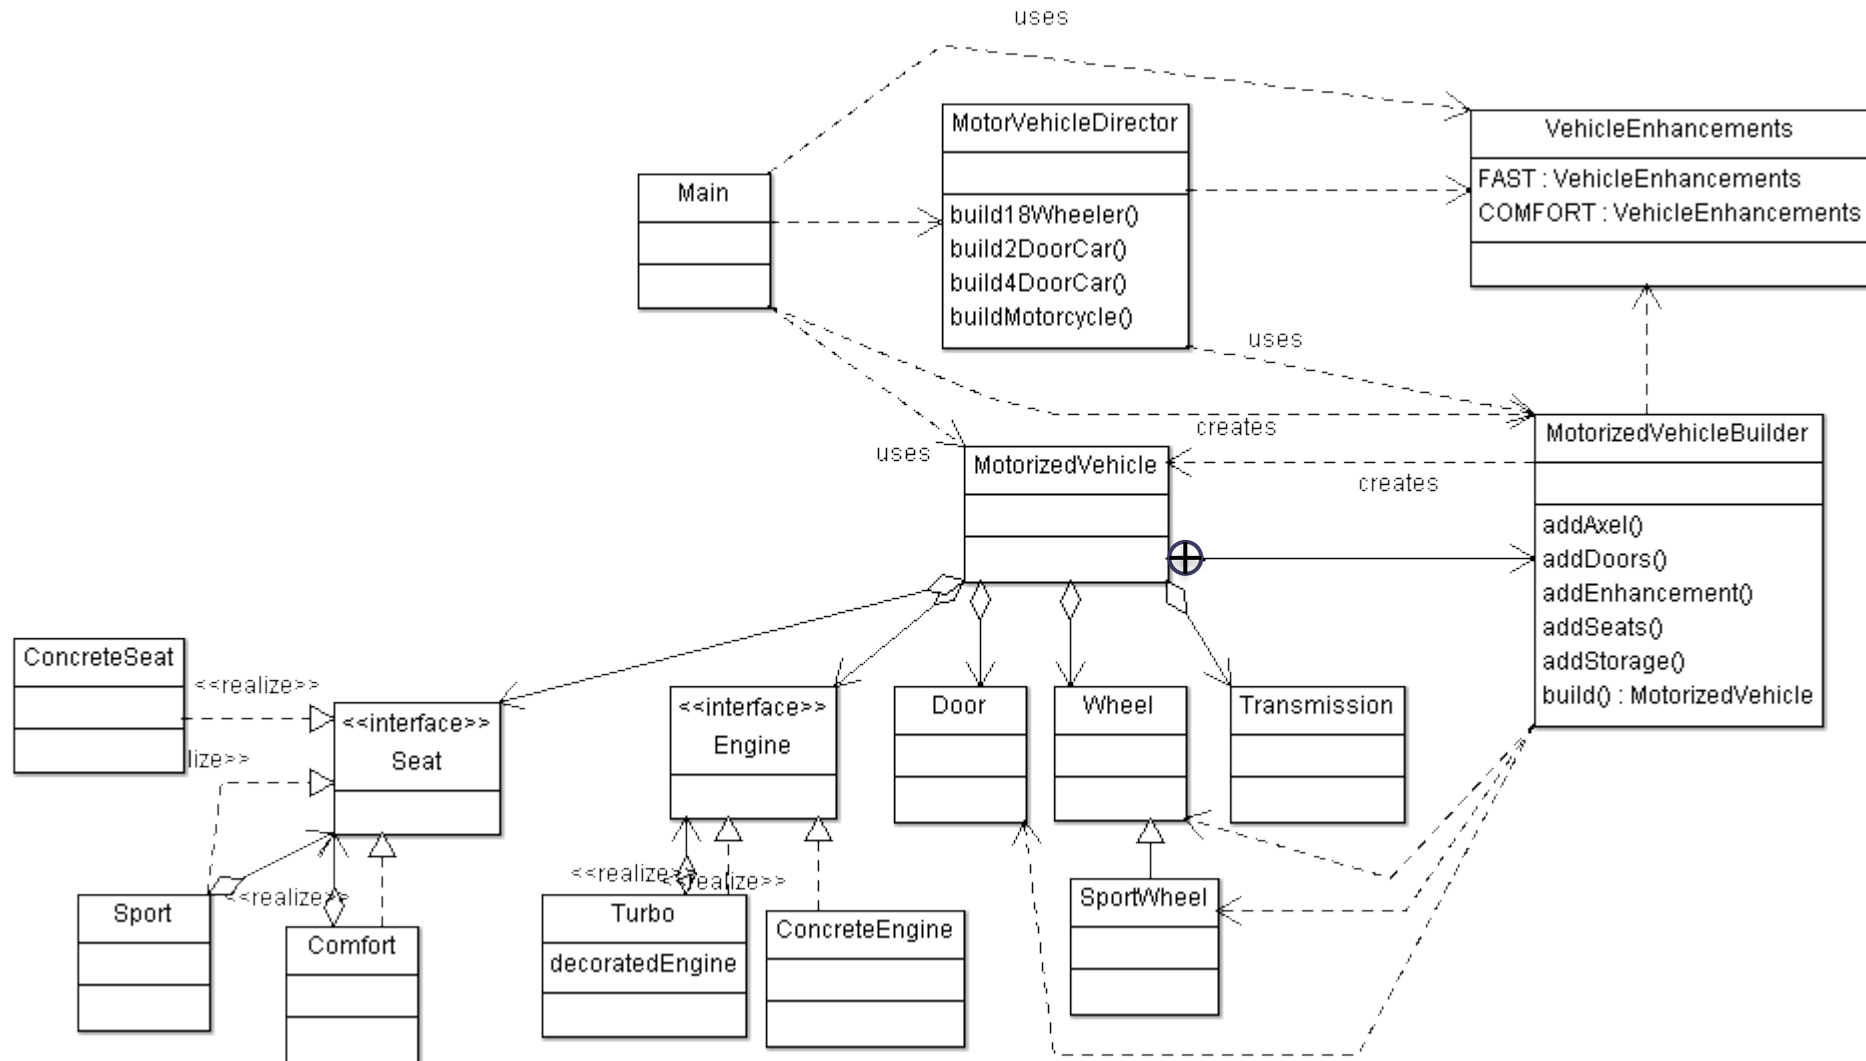 uses
MotorVehicleDirector
build18Wheeler()
build2DoorCar()
build4DoorCar()
buildMotorcycle()
VehicleEnhancements
FAST : VehicleEnhancements
COMFORT : VehicleEnhancements
Main
uses
creates
uses
MotorizedVehicle
creates
MotorizedVehicleBuilder
addAxel()
addDoors()
addEnhancement()
addSeats()
addStorage()
build() : MotorizedVehicle
ConcreteSeat
<<realize>>
<<interface>>
Seat
lize>>
<<interface>>
Engine
Door
Wheel
Transmission
Sport
<<realize>>
Comfort
<<realize>>
<<realize>>
Turbo
decoratedEngine
ConcreteEngine
SportWheel